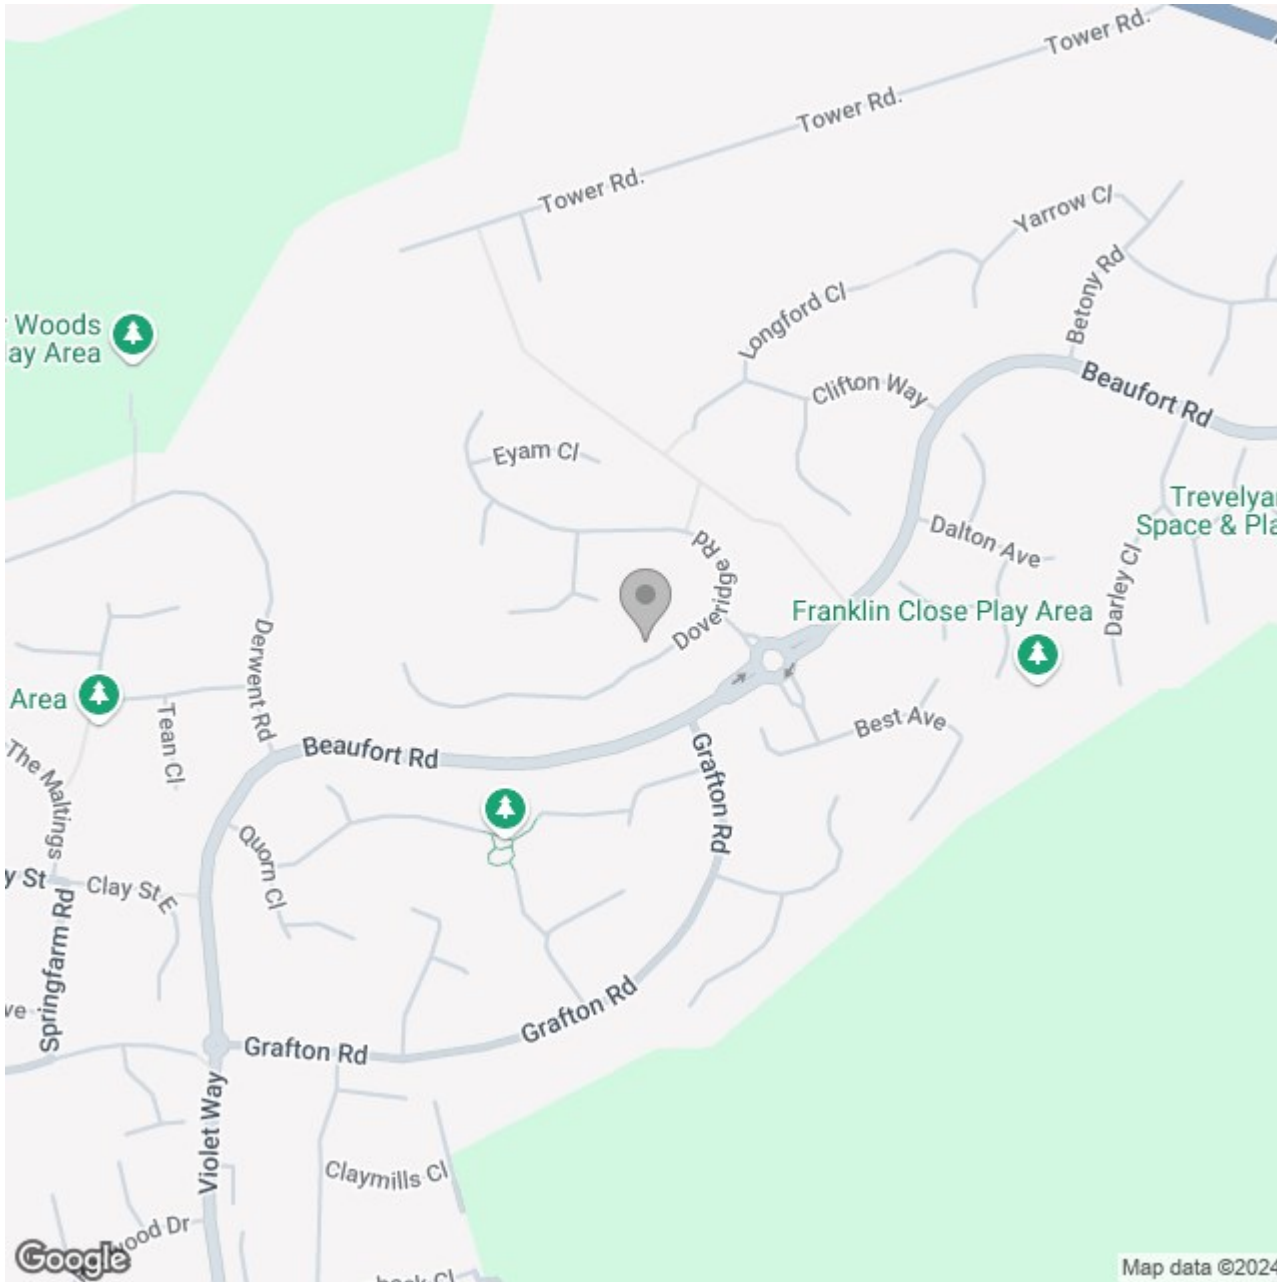 Tower Rd.
Tower Rd.
Tower Rd.
Yarrow Cl
Betony Rd
Longford Cl
Woods
ay Area
Clifton Way
Beaufort Rd
Eyam Cl
Trevelya
Space & Pla
Dalton Ave
Doveridge Rd
Darley Cl
Franklin Close Play Area
Derwent Rd
Area
Tean Cl
Best Ave
Beaufort Rd
The Maltings
Grafton Rd
Quorn Cl
y St
Clay St E
Springfarm Rd
ve
Grafton Rd
Grafton Rd
Violet Way
Claymills Cl
wood Dr
Google
Map data ©2024